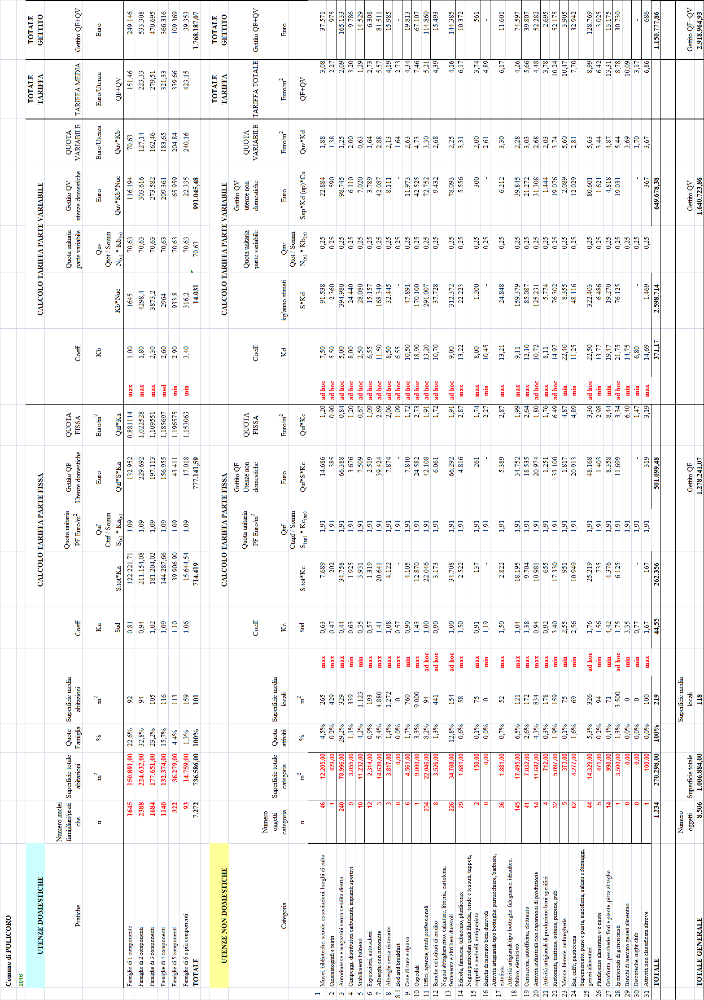 Comune di POLICORO
2016
UTENZE DOMESTICHE CALCOLO TARIFFA PARTE FISSA CALCOLO TARIFFA PARTE VARIABILE TOTALE TARIFFA TOTALE GETTITO
Pratiche Numero nuclei famigliari/prati che Superficie totale abitazioni Quote Famiglia Superficie media abitazioni Coeff. Quota unitaria PF Euro/m2 Gettito QF Utenze domestiche QUOTA FISSA Coeff. Quota unitaria parte variabile Gettito QV utenze domestiche QUOTA VARIABILE TARIFFA MEDIA Gettito QF+QV
n m2 % m2 Ka Quf Euro Euro/m2 Kb Quv Euro Euro/Utenza Euro/Utenza Euro
Sud S.tot*Ka Ctuf / Somm S(n) * Ka(n) Quf*S*Ka Quf*Ka Kb*Nuc Qtot / Somm N(n) * Kb(n) Quv*Kb*Nuc Quv*Kb QF+QV
Famiglie di 1 componente 1645 150.891,00 22,6% 92 0,81 122.221,71 1,09 132.952 0,881114 max 1,00 1645 70,63 116.194 70,63 151,46 249.146
Famiglie di 2 componenti 2388 224.632,00 32,8% 94 0,94 211.154,08 1,09 229.692 1,022528 max 1,80 4298,4 70,63 303.616 127,14 223,33 533.308
Famiglie di 3 componenti 1684 177.651,00 23,2% 105 1,02 181.204,02 1,09 197.113 1,109551 max 2,30 3873,2 70,63 273.582 162,46 279,51 470.695
Famiglie di 4 componenti 1140 132.374,00 15,7% 116 1,09 144.287,66 1,09 156.955 1,185697 med 2,60 2964 70,63 209.361 183,65 321,33 366.316
Famiglie di 5 componenti 322 36.279,00 4,4% 113 1,10 39.906,90 1,09 43.411 1,196575 min 2,90 933,8 70,63 65.959 204,84 339,66 109.369
Famiglie di 6 o più componenti 93 14.759,00 1,3% 159 1,06 15.644,54 1,09 17.018 1,153063 min 3,40 316,2 70,63 22.335 240,16 423,15 39.353
TOTALE 7.272 736.586,00 100% 101 714.419 777.141,59 14.031 70,63 991.045,48 1.768.187,07
UTENZE NON DOMESTICHE CALCOLO TARIFFA PARTE FISSA CALCOLO TARIFFA PARTE VARIABILE TOTALE TARIFFA TOTALE GETTITO
Categoria Numero oggetti categoria Superficie totale categoria Quota attività Superficie media locali Coeff. Quota unitaria PF Euro/m2 Gettito QF Utenze non domestiche QUOTA FISSA Coeff. Quota unitaria parte variabile Gettito QV utenze non domestiche QUOTA VARIABILE TARIFFA TOTALE Gettito QF+QV
n m2 % m2 Kc Quf Euro Euro/m2 Kd kg/anno stimati Quv Euro Euro/m2 Euro/m2 Euro
Sud S.tot*Kc Ctapf / Somm S(ap) * Kc(ap) Quf*S*Kc Quf*Kc S*Kd Qtot / Somm N(n) * Kb(n) Sap*Kd (ap)*Cu Quv*Kd QF+QV
1 Musei, biblioteche, scuole, associazioni, luoghi di culto 46 12.205,00 4,5% 265 max 0,63 7.689 1,91 14.686 1,20 ad hoc 7,50 91.538 0,25 22.884 1,88 3,08 37.571
2 Cinematografi e teatri 1 429,00 0,2% 429 max 0,47 202 1,91 385 0,90 ad hoc 5,50 2.360 0,25 590 1,38 2,27 975
3 Autorimesse e magazzini senza vendita diretta 240 78.996,00 29,2% 329 max 0,44 34.758 1,91 66.388 0,84 ad hoc 5,00 394.980 0,25 98.745 1,25 2,09 165.133
4 Campeggi, distributori carburanti, impianti sportivi 9 3.055,00 1,1% 339 min 0,63 1.925 1,91 3.676 1,20 ad hoc 8,00 24.440 0,25 6.110 2,00 3,20 9.786
5 Stabilimenti balneari 10 11.232,00 4,2% 1.123 min 0,35 3.931 1,91 7.509 0,67 ad hoc 2,50 28.080 0,25 7.020 0,63 1,29 14.529
6 Esposizioni, autosaloni 12 2.314,00 0,9% 193 max 0,57 1.319 1,91 2.519 1,09 ad hoc 6,55 15.157 0,25 3.789 1,64 2,73 6.308
7 Alberghi con ristorante 3 14.639,00 5,4% 4.880 max 1,41 20.641 1,91 39.424 2,69 ad hoc 11,50 168.349 0,25 42.087 2,88 5,57 81.511
8 Alberghi senza ristorante 3 3.817,00 1,4% 1.272 max 1,08 4.122 1,91 7.874 2,06 ad hoc 8,50 32.445 0,25 8.111 2,13 4,19 15.985
8.1 Bed and breakfast 0 0,00 0,0% 0 max 0,57 - 1,91 - 1,09 ad hoc 6,55 - 0,25 - 1,64 2,73 -
9 Case di cura e riposo 6 4.561,00 1,7% 760 min 0,90 4.105 1,91 7.840 1,72 ad hoc 10,50 47.891 0,25 11.973 2,63 4,34 19.813
10 Ospedali 1 9.000,00 3,3% 9.000 max 1,43 12.870 1,91 24.582 2,73 ad hoc 18,90 170.100 0,25 42.525 4,73 7,46 67.107
11 Uffici, agenzie, studi professionali 234 22.046,00 8,2% 94 ad hoc 1,00 22.046 1,91 42.108 1,91 ad hoc 13,20 291.007 0,25 72.752 3,30 5,21 114.860
12 Banche ed istituti di credito 8 3.526,00 1,3% 441 ad hoc 0,90 3.173 1,91 6.061 1,72 ad hoc 10,70 37.728 0,25 9.432 2,68 4,39 15.493
13 Negozi abbigliamento, calzature, libreria, cartoleria, ferramenta e altri beni durevoli 226 34.708,00 12,8% 154 ad hoc 1,00 34.708 1,91 66.292 1,91 ad hoc 9,00 312.372 0,25 78.093 2,25 4,16 144.385
14 Edicola, farmacia, tabaccaio, plurilicenze 29 1.681,00 0,6% 58 max 1,50 2.522 1,91 4.816 2,87 max 13,22 22.223 0,25 5.556 3,31 6,17 10.372
15 Negozi particolari quali filatelia, tende e tessuti, tappeti, cappelli e ombrelli, antiquariato 2 150,00 0,1% 75 max 0,91 137 1,91 261 1,74 max 8,00 1.200 0,25 300 2,00 3,74 561
16 Banchi di mercato beni durevoli 0 0,00 0,0% 0 min 1,19 - 1,91 - 2,27 min 10,45 - 0,25 - 2,61 4,89 -
17 Attività artigianali tipo botteghe: parrucchiere, barbiere, estetista 36 1.881,00 0,7% 52 max 1,50 2.822 1,91 5.389 2,87 max 13,21 24.848 0,25 6.212 3,30 6,17 11.601
18 Attività artigianali tipo botteghe: falegname, idraulico, fabbro, elettricista 145 17.495,00 6,5% 121 max 1,04 18.195 1,91 34.752 1,99 max 9,11 159.379 0,25 39.845 2,28 4,26 74.597
19 Carrozzeria, autofficina, elettrauto 41 7.032,00 2,6% 172 max 1,38 9.704 1,91 18.535 2,64 max 12,10 85.087 0,25 21.272 3,03 5,66 39.807
20 Attività industriali con capannoni di produzione 14 11.682,00 4,3% 834 max 0,94 10.981 1,91 20.974 1,80 ad hoc 10,72 125.231 0,25 31.308 2,68 4,48 52.282
21 Attività artigianali di produzione beni specifici 4 712,00 0,3% 178 max 0,92 655 1,91 1.251 1,76 max 8,11 5.774 0,25 1.444 2,03 3,78 2.695
22 Ristoranti, trattorie, osterie, pizzerie, pub 32 5.097,00 1,9% 159 min 3,40 17.330 1,91 33.100 6,49 ad hoc 14,97 76.302 0,25 19.076 3,74 10,24 52.175
23 Mense, birrerie, amburgherie 5 373,00 0,1% 75 min 2,55 951 1,91 1.817 4,87 min 22,40 8.355 0,25 2.089 5,60 10,47 3.905
24 Bar, caffè, pasticceria 62 4.277,00 1,6% 69 min 2,56 10.949 1,91 20.913 4,89 min 11,25 48.116 0,25 12.029 2,81 7,70 32.942
25 Supermercato, pane e pasta, macelleria, salumi e formaggi, generi alimentari 44 14.329,00 5,3% 326 ad hoc 1,76 25.219 1,91 48.168 3,36 ad hoc 22,50 322.403 0,25 80.601 5,63 8,99 128.769
26 Plurilicenze alimentari e/o miste 5 471,00 0,2% 94 min 1,56 735 1,91 1.403 2,98 min 13,77 6.486 0,25 1.621 3,44 6,42 3.025
27 Ortofrutta, pescherie, fiori e piante, pizza al taglio 14 990,00 0,4% 71 min 4,42 4.376 1,91 8.358 8,44 min 19,47 19.270 0,25 4.818 4,87 13,31 13.175
28 Ipermercati di generi misti 1 3.500,00 1,3% 3.500 ad hoc 1,75 6.125 1,91 11.699 3,34 ad hoc 21,75 76.125 0,25 19.031 5,44 8,78 30.730
29 Banchi di mercato generi alimentari 0 0,00 0,0% 0 min 3,35 - 1,91 - 6,40 min 14,75 - 0,25 - 3,69 10,09 -
30 Discoteche, night club 0 0,00 0,0% 0 min 0,77 - 1,91 - 1,47 min 6,80 - 0,25 - 1,70 3,17 -
31 Attività non classificata altrove 1 100,00 0,0% 100 max 1,67 167 1,91 319 3,19 max 14,69 1.469 0,25 367 3,67 6,86 686
TOTALE 1.234 270.298,00 100% 219 44,55 262.356 501.099,48 371,17 2.598.714 649.678,38 1.150.777,86
Numero oggetti Superficie totale Superficie media locali Gettito QF Gettito QV Gettito QF+QV
TOTALE GENERALE 8.506 1.006.884,00 118 1.278.241,07 1.640.723,86 2.918.964,93